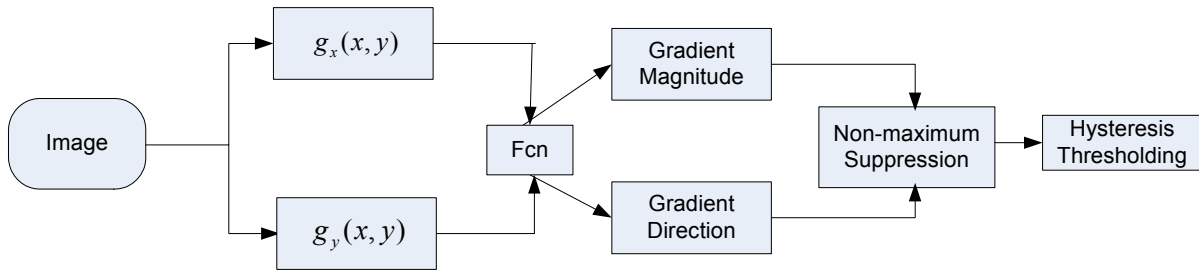 Image
g_x(x, y)
g_y(x, y)
Fcn
Gradient
Magnitude
Gradient
Direction
Non-maximum
Suppression
Hysteresis
Thresholding